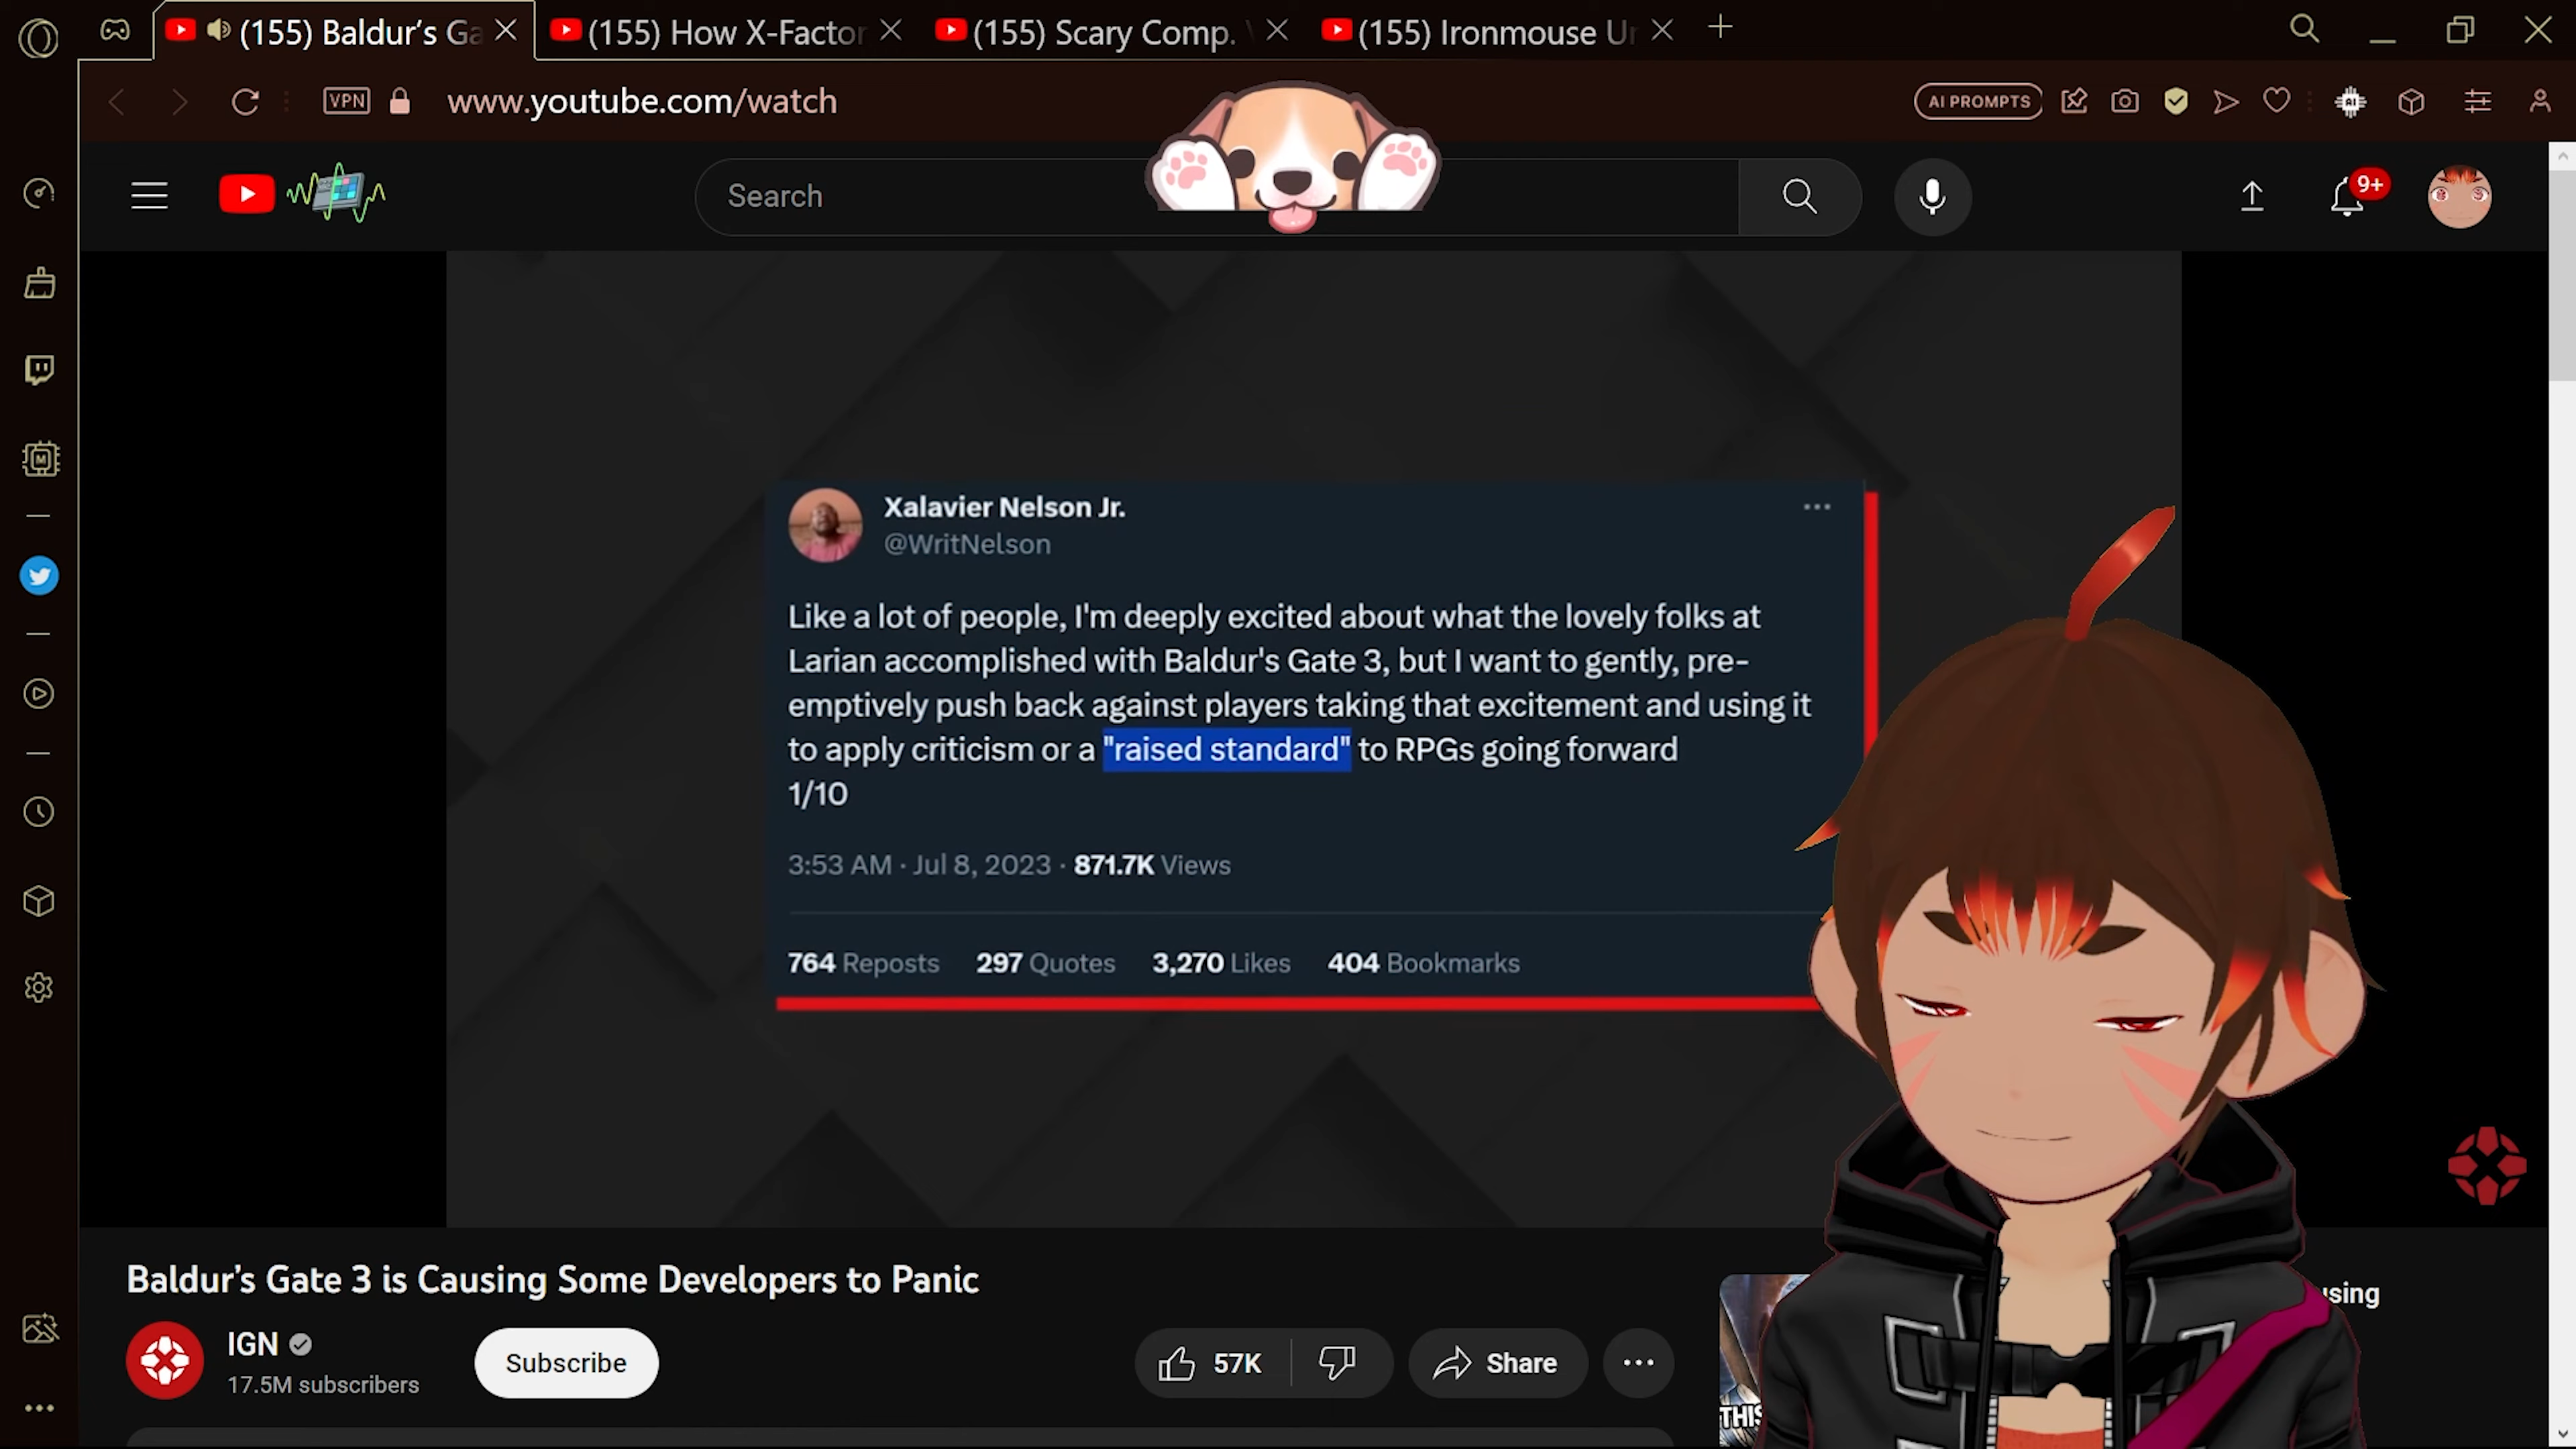 (155) Baldur's Ga
(155) How X-Factor
(155) Scary Comp.
(155) Ironmouse Ur
VPN
www.youtube.com/watch
AI PROMPTS
AI
Search
9+
M
Xalavier Nelson Jr.
@WritNelson
Like a lot of people, I'm deeply excited about what the lovely folks at
Larian accomplished with Baldur's Gate 3, but I want to gently, pre-
emptively push back against players taking that excitement and using it
to apply criticism or a "raised standard" to RPGs going forward
1/10
3:53 AM · Jul 8, 2023 · 871.7K Views
764 Reposts 297 Quotes 3,270 Likes 404 Bookmarks
Baldur's Gate 3 is Causing Some Developers to Panic
IGN
17.5M subscribers
Subscribe
57K
Share
using
THIS